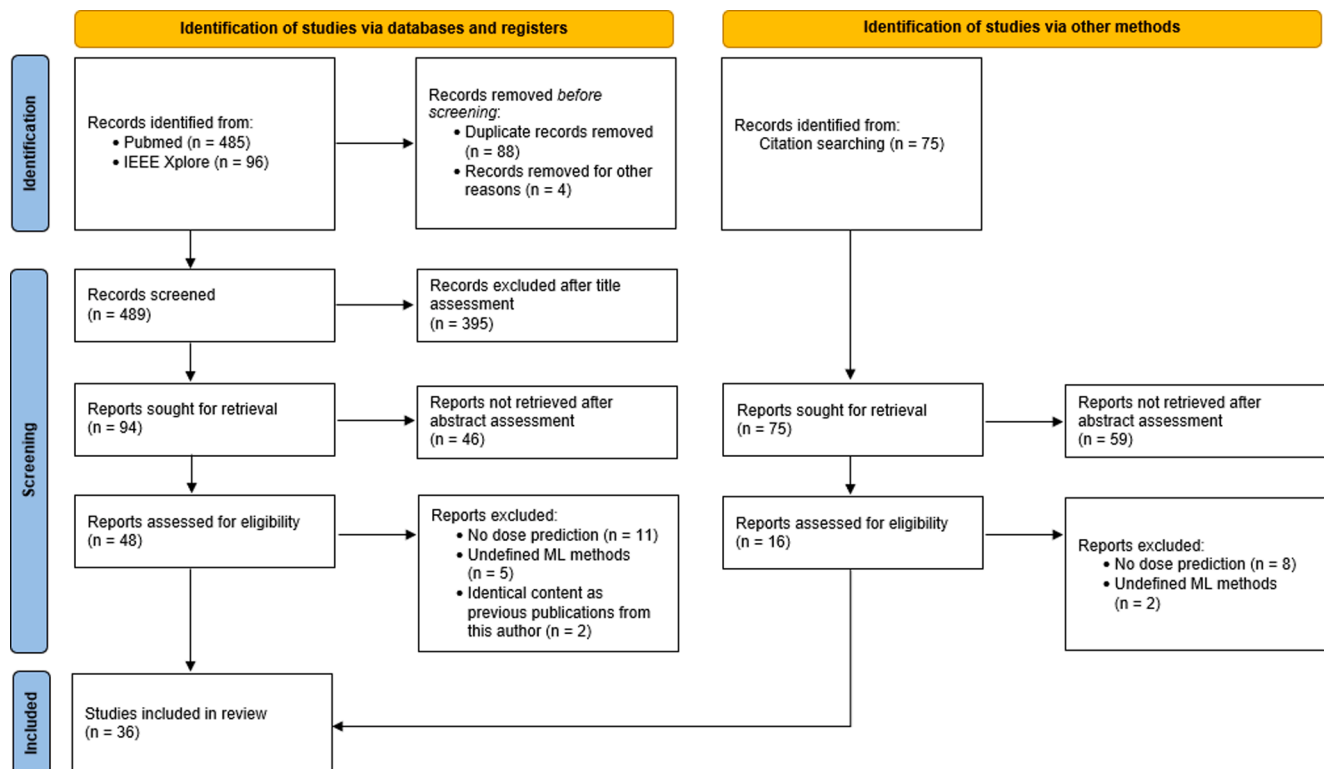 Identification of studies via databases and registers
Identification of studies via other methods
Identification
Records identified from:
• Pubmed (n = 485)
• IEEE Xplore (n = 96)
Records removed before
screening:
• Duplicate records removed
(n = 88)
• Records removed for other
reasons (n = 4)
Records identified from:
Citation searching (n = 75)
Screening
Records screened
(n = 489)
Records excluded after title
assessment
(n = 395)
Reports sought for retrieval
(n = 94)
Reports not retrieved after
abstract assessment
(n = 46)
Reports sought for retrieval
(n = 75)
Reports not retrieved after
abstract assessment
(n = 59)
Reports assessed for eligibility
(n = 48)
Reports excluded:
• No dose prediction (n = 11)
• Undefined ML methods
(n = 5)
• Identical content as
previous publications from
this author (n = 2)
Reports assessed for eligibility
(n = 16)
Reports excluded:
• No dose prediction (n = 8)
• Undefined ML methods
(n = 2)
Included
Studies included in review
(n = 36)